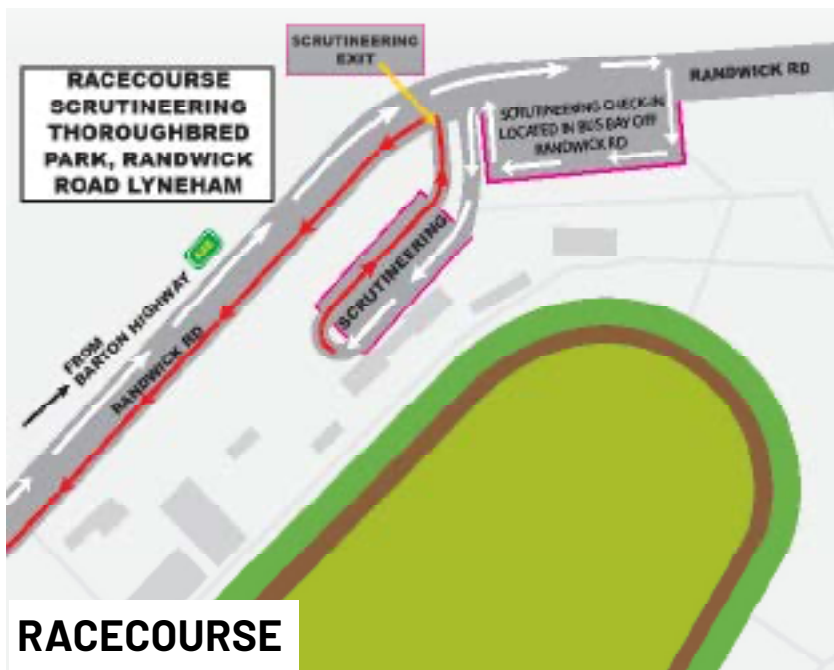 SCRUTINEERING
EXIT
RACECOURSE
SCRUTINEERING
THOROUGHBRED
PARK, RANDWICK
ROAD LYNEHAM
RANDWICK RD
SCRUTINEERING CHECK-IN
LOCATED IN BUS BAY OFF
RANDWICK RD
SCRUTINEERING
FROM
BARTON HIGHWAY
RANDWICK RD
RACECOURSE